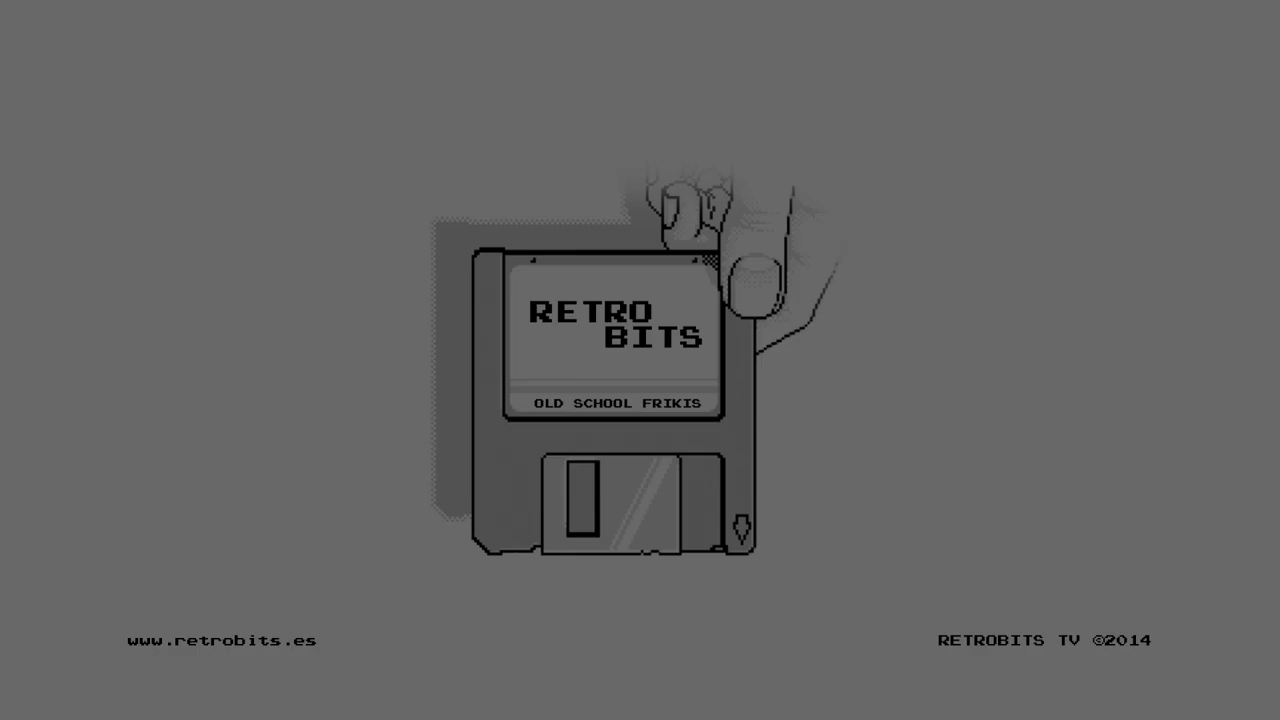 RETRO
BITS
OLD SCHOOL FRIKIS
www.retrobits.es
RETROBITS TV ©2014